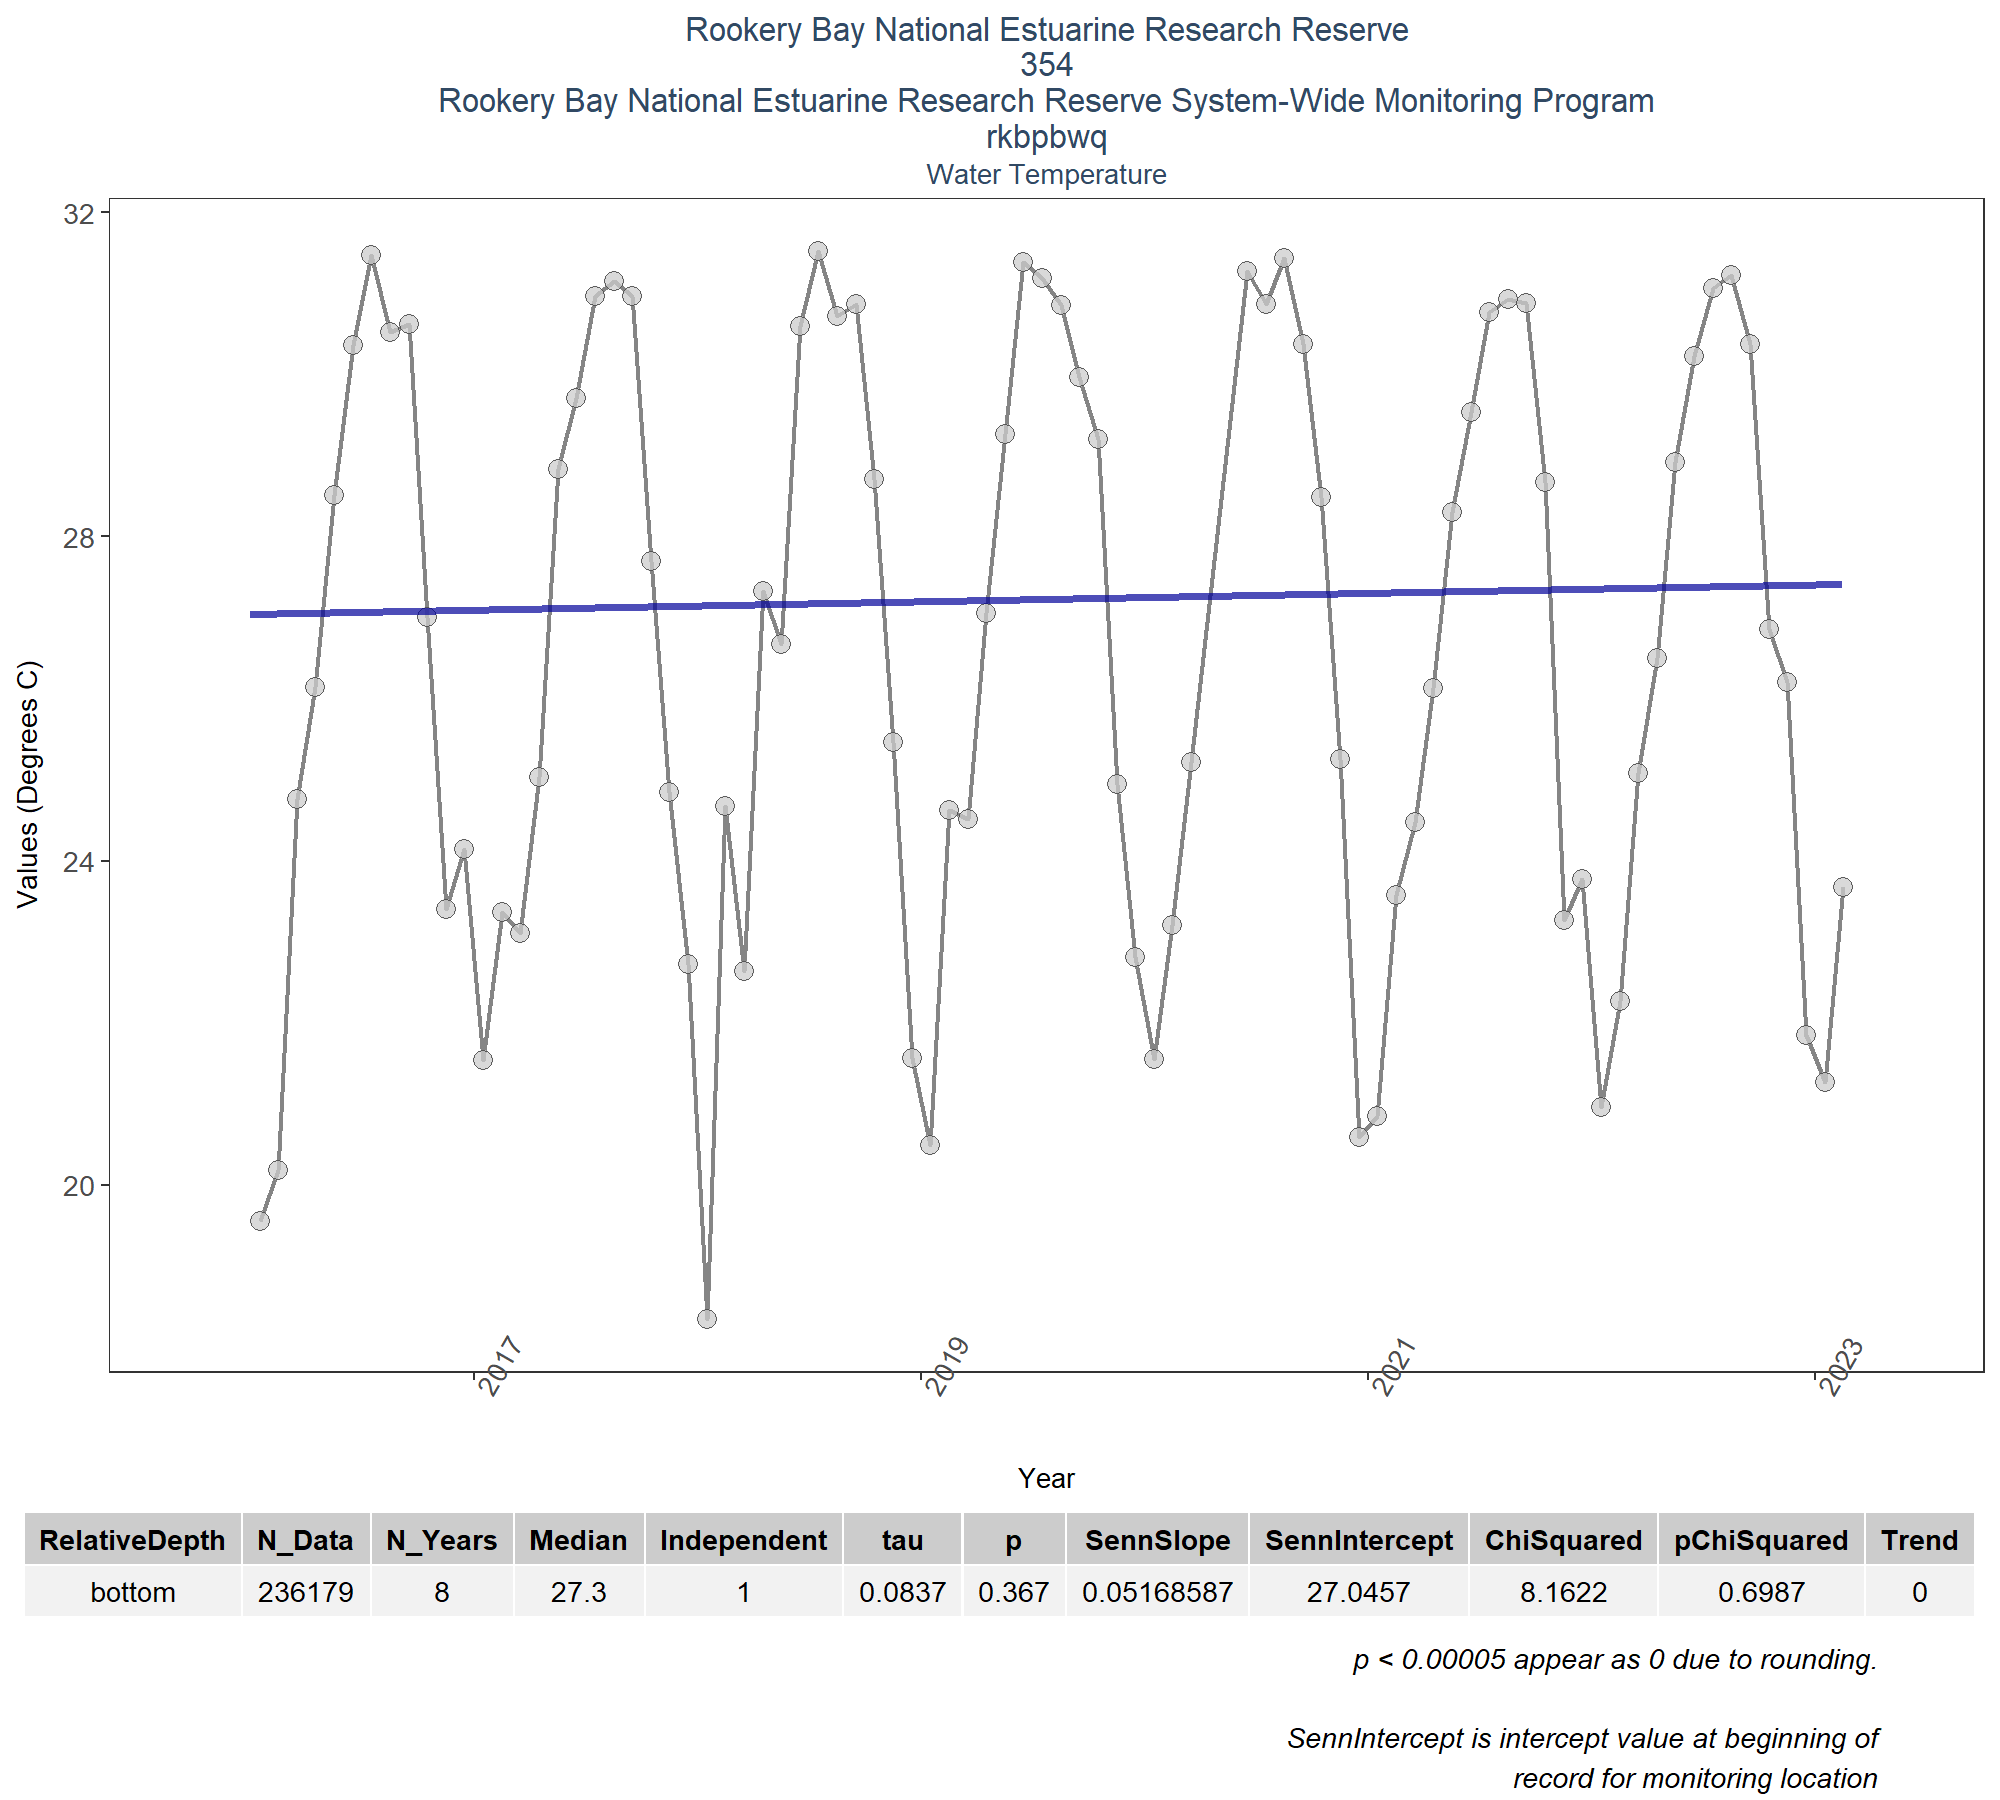 Rookery Bay National Estuarine Research Reserve
354
Rookery Bay National Estuarine Research Reserve System-Wide Monitoring Program
rkbpbwq
Water Temperature
32
28
24
20
Values (Degrees C)
2017
2019
2021
2023
Year
RelativeDepth N_Data N_Years Median Independent tau p SennSlope SennIntercept ChiSquared pChiSquared Trend
bottom 236179 8 27.3 1 0.0837 0.367 0.05168587 27.0457 8.1622 0.6987 0
p < 0.00005 appear as 0 due to rounding.
SennIntercept is intercept value at beginning of
record for monitoring location